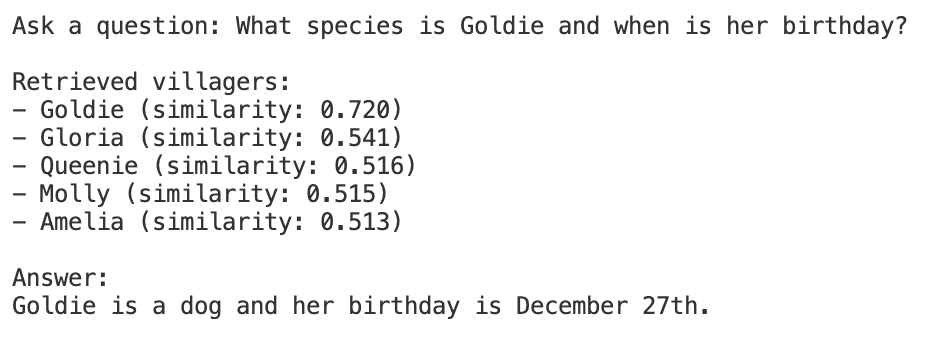 Ask a question: What species is Goldie and when is her birthday?
Retrieved villagers:
– Goldie (similarity: 0.720)
– Gloria (similarity: 0.541)
– Queenie (similarity: 0.516)
– Molly (similarity: 0.515)
– Amelia (similarity: 0.513)
Answer:
Goldie is a dog and her birthday is December 27th.